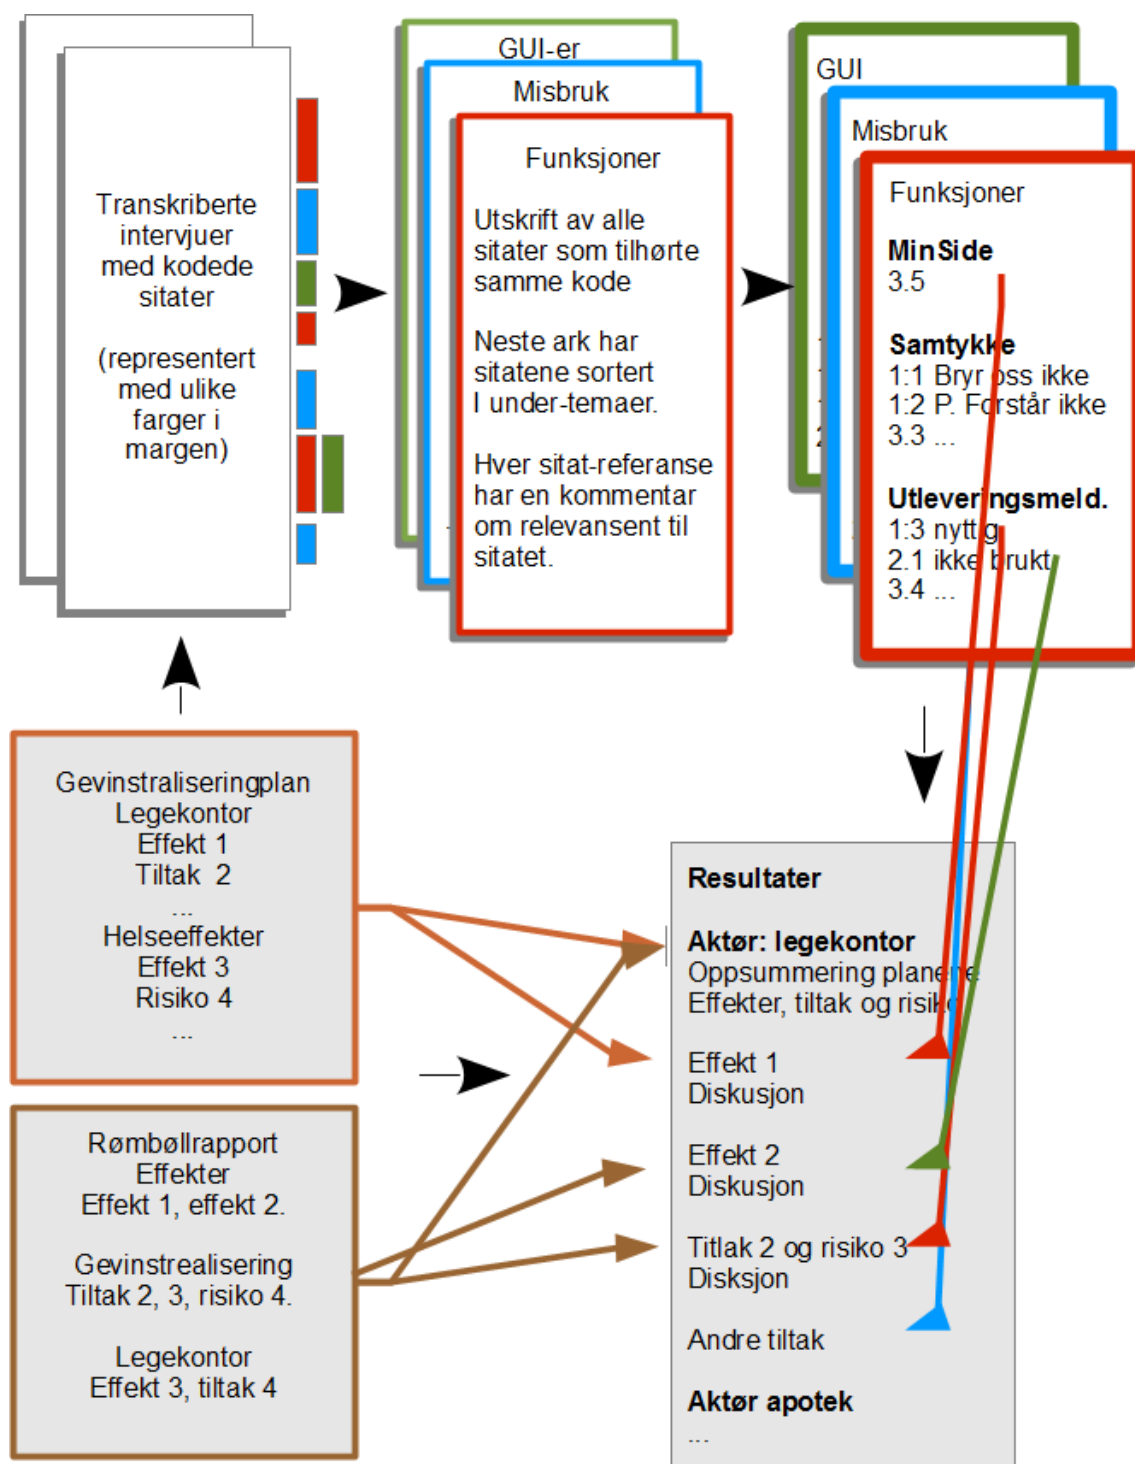 Transkriberte
intervjuer
med kodede
sitater
(representert
med ulike
farger i
margen)
GUI-er
Misbruk
Funksjoner
Utskrift av alle
sitater som tilhørte
samme kode
Neste ark har
sitatene sortert
I under-temaer.
Hver sitat-referanse
har en kommentar
om relevansent til
sitatet.
GUI
Misbruk
Funksjoner
MinSide
3.5
Samtykke
1:1 Bryr oss ikke
1:2 P. Forstår ikke
3.3 ...
Utleveringsmeld.
1:3 nyttig
2.1 ikke brukt
3.4 ...
Gevinstraliseringplan
Legekontor
Effekt 1
Tiltak 2
...
Helseeffekter
Effekt 3
Risiko 4
...
Rømbøllrapport
Effekter
Effekt 1, effekt 2.
Gevinstrealisering
Tiltak 2, 3, risiko 4.
Legekontor
Effekt 3, tiltak 4
Resultater
Aktør: legekontor
Oppsummering planene
Effekter, tiltak og risiko
Effekt 1
Diskusjon
Effekt 2
Diskusjon
Titlak 2 og risiko 3
Disksjon
Andre tiltak
Aktør apotek
...